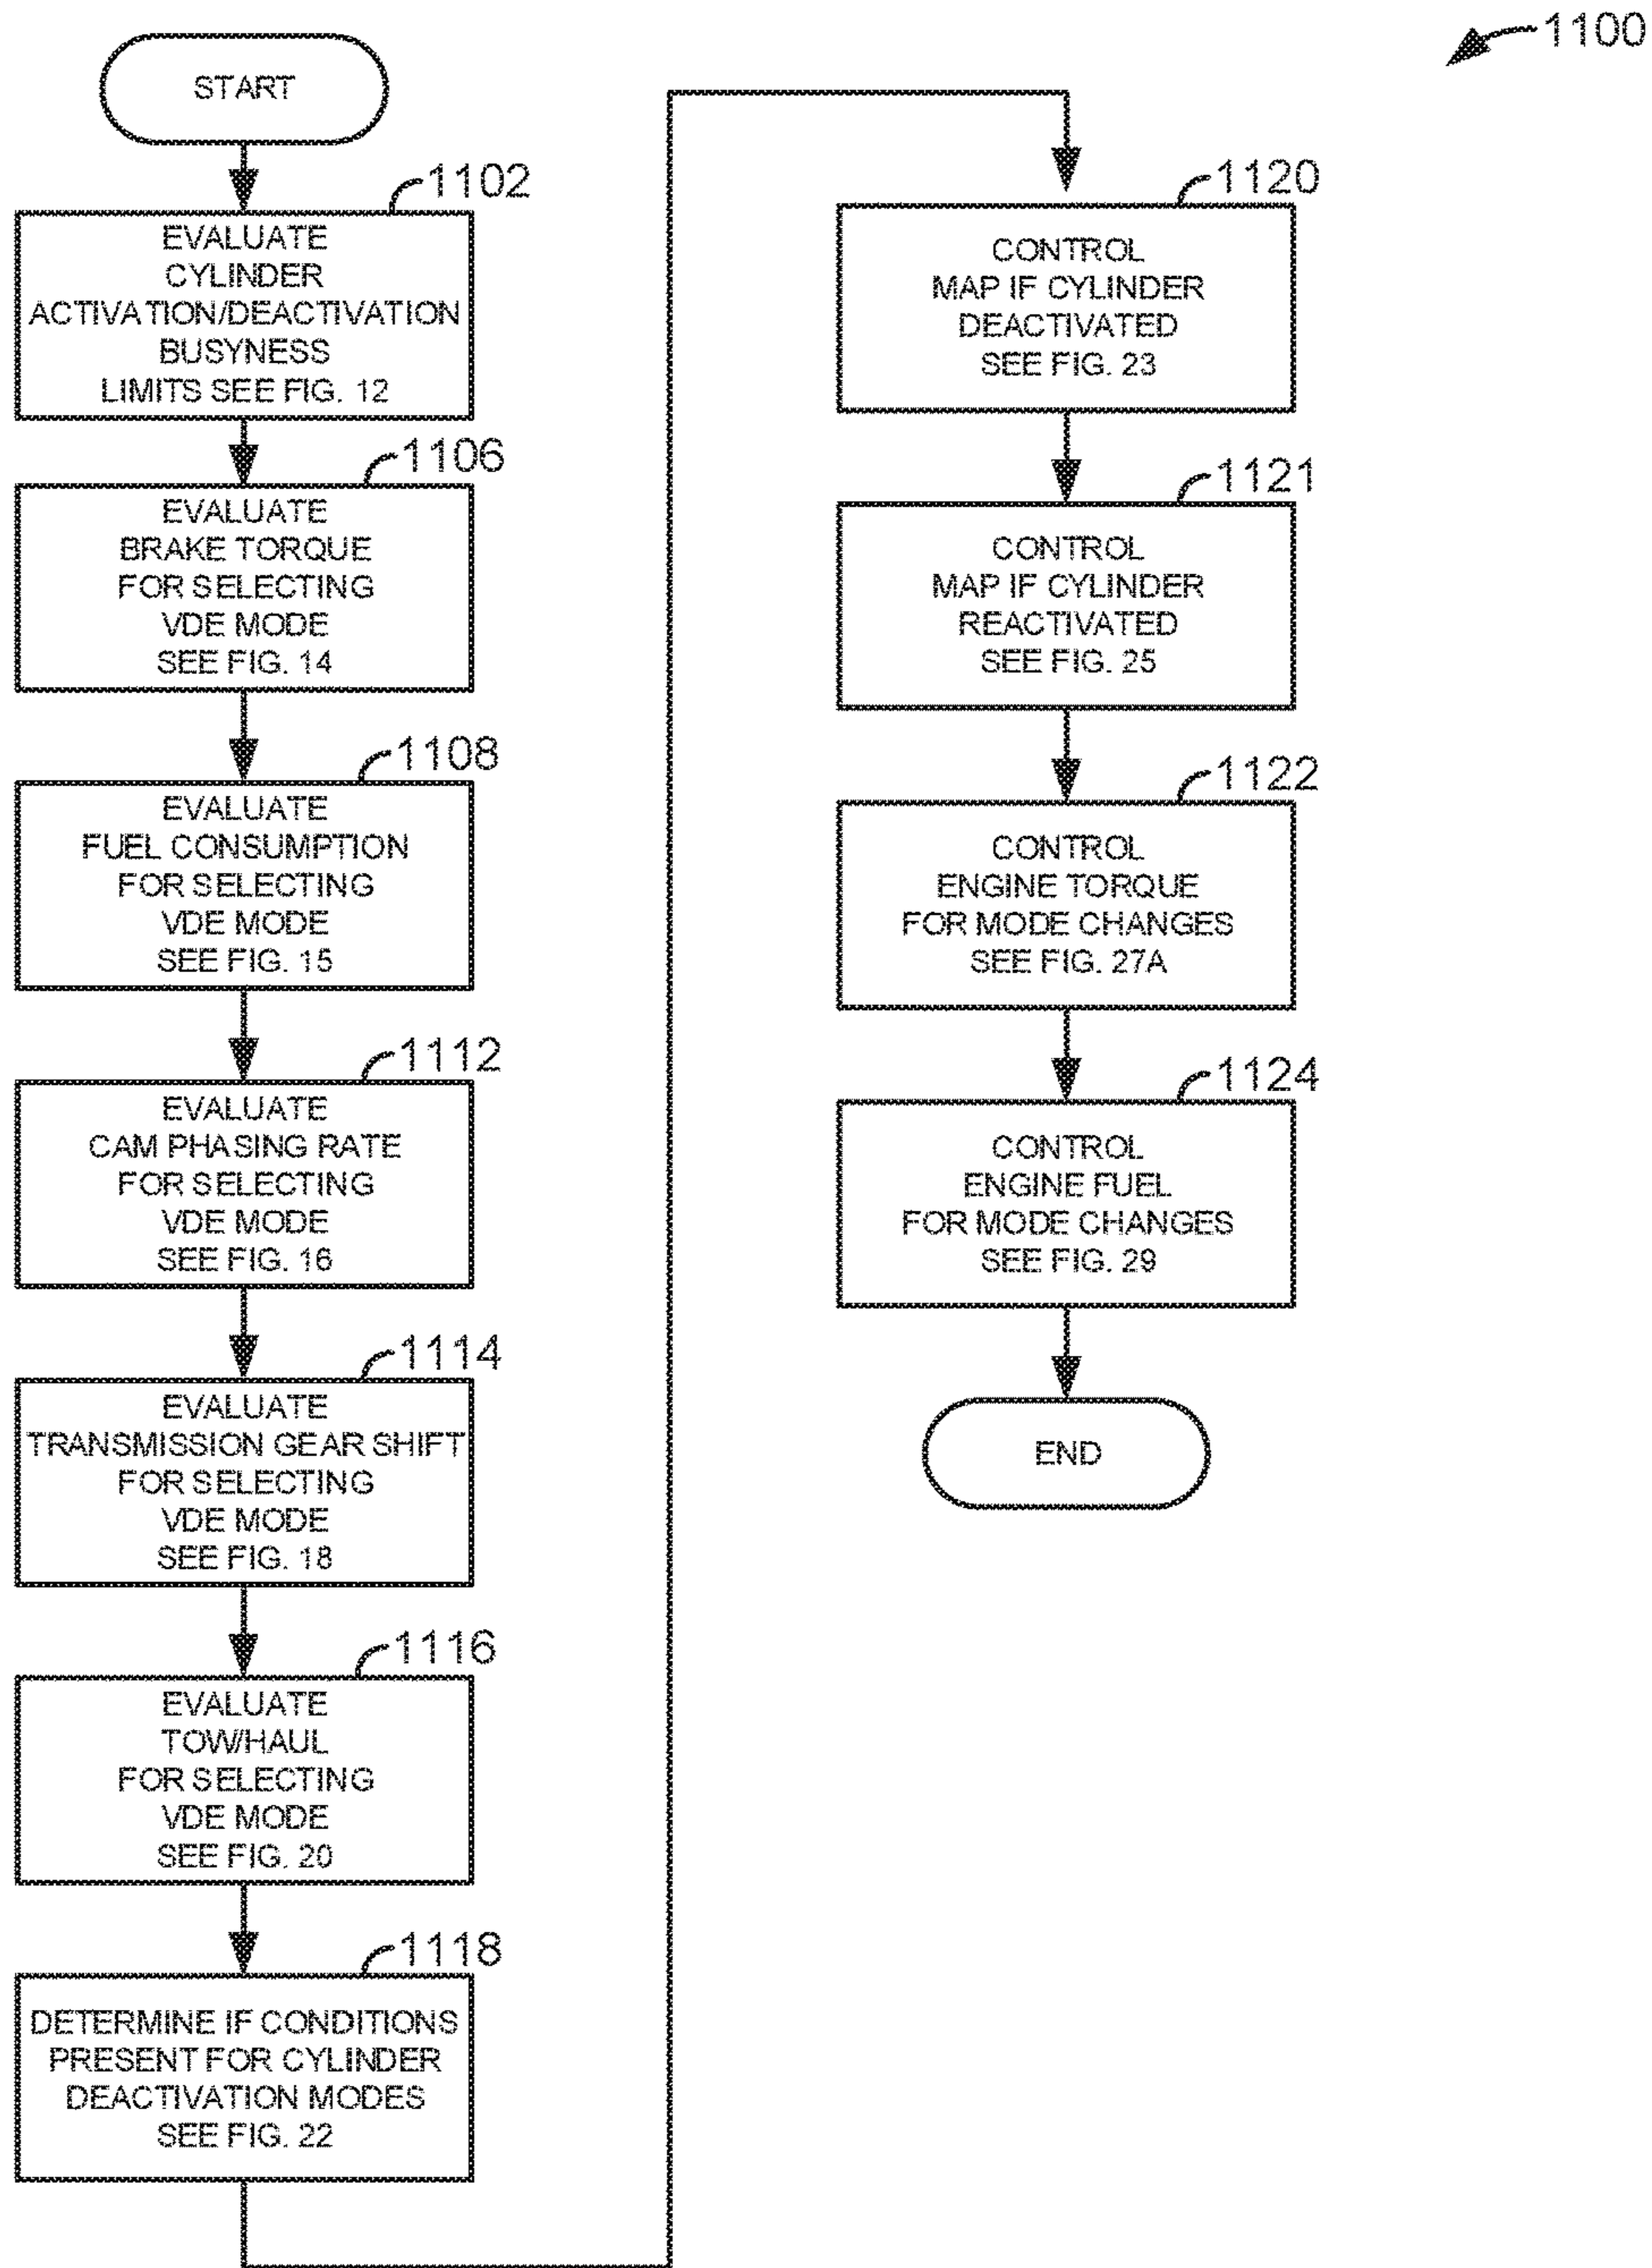 1100
START
1102
EVALUATE
CYLINDER
ACTIVATION/DEACTIVATION
BUSYNESS
LIMITS SEE FIG. 12
1106
EVALUATE
BRAKE TORQUE
FOR SELECTING
VDE MODE
SEE FIG. 14
1108
EVALUATE
FUEL CONSUMPTION
FOR SELECTING
VDE MODE
SEE FIG. 15
1112
EVALUATE
CAM PHASING RATE
FOR SELECTING
VDE MODE
SEE FIG. 16
1114
EVALUATE
TRANSMISSION GEAR SHIFT
FOR SELECTING
VDE MODE
SEE FIG. 18
1116
EVALUATE
TOW/HAUL
FOR SELECTING
VDE MODE
SEE FIG. 20
1118
DETERMINE IF CONDITIONS
PRESENT FOR CYLINDER
DEACTIVATION MODES
SEE FIG. 22
1120
CONTROL
MAP IF CYLINDER
DEACTIVATED
SEE FIG. 23
1121
CONTROL
MAP IF CYLINDER
REACTIVATED
SEE FIG. 25
1122
CONTROL
ENGINE TORQUE
FOR MODE CHANGES
SEE FIG. 27A
1124
CONTROL
ENGINE FUEL
FOR MODE CHANGES
SEE FIG. 29
END